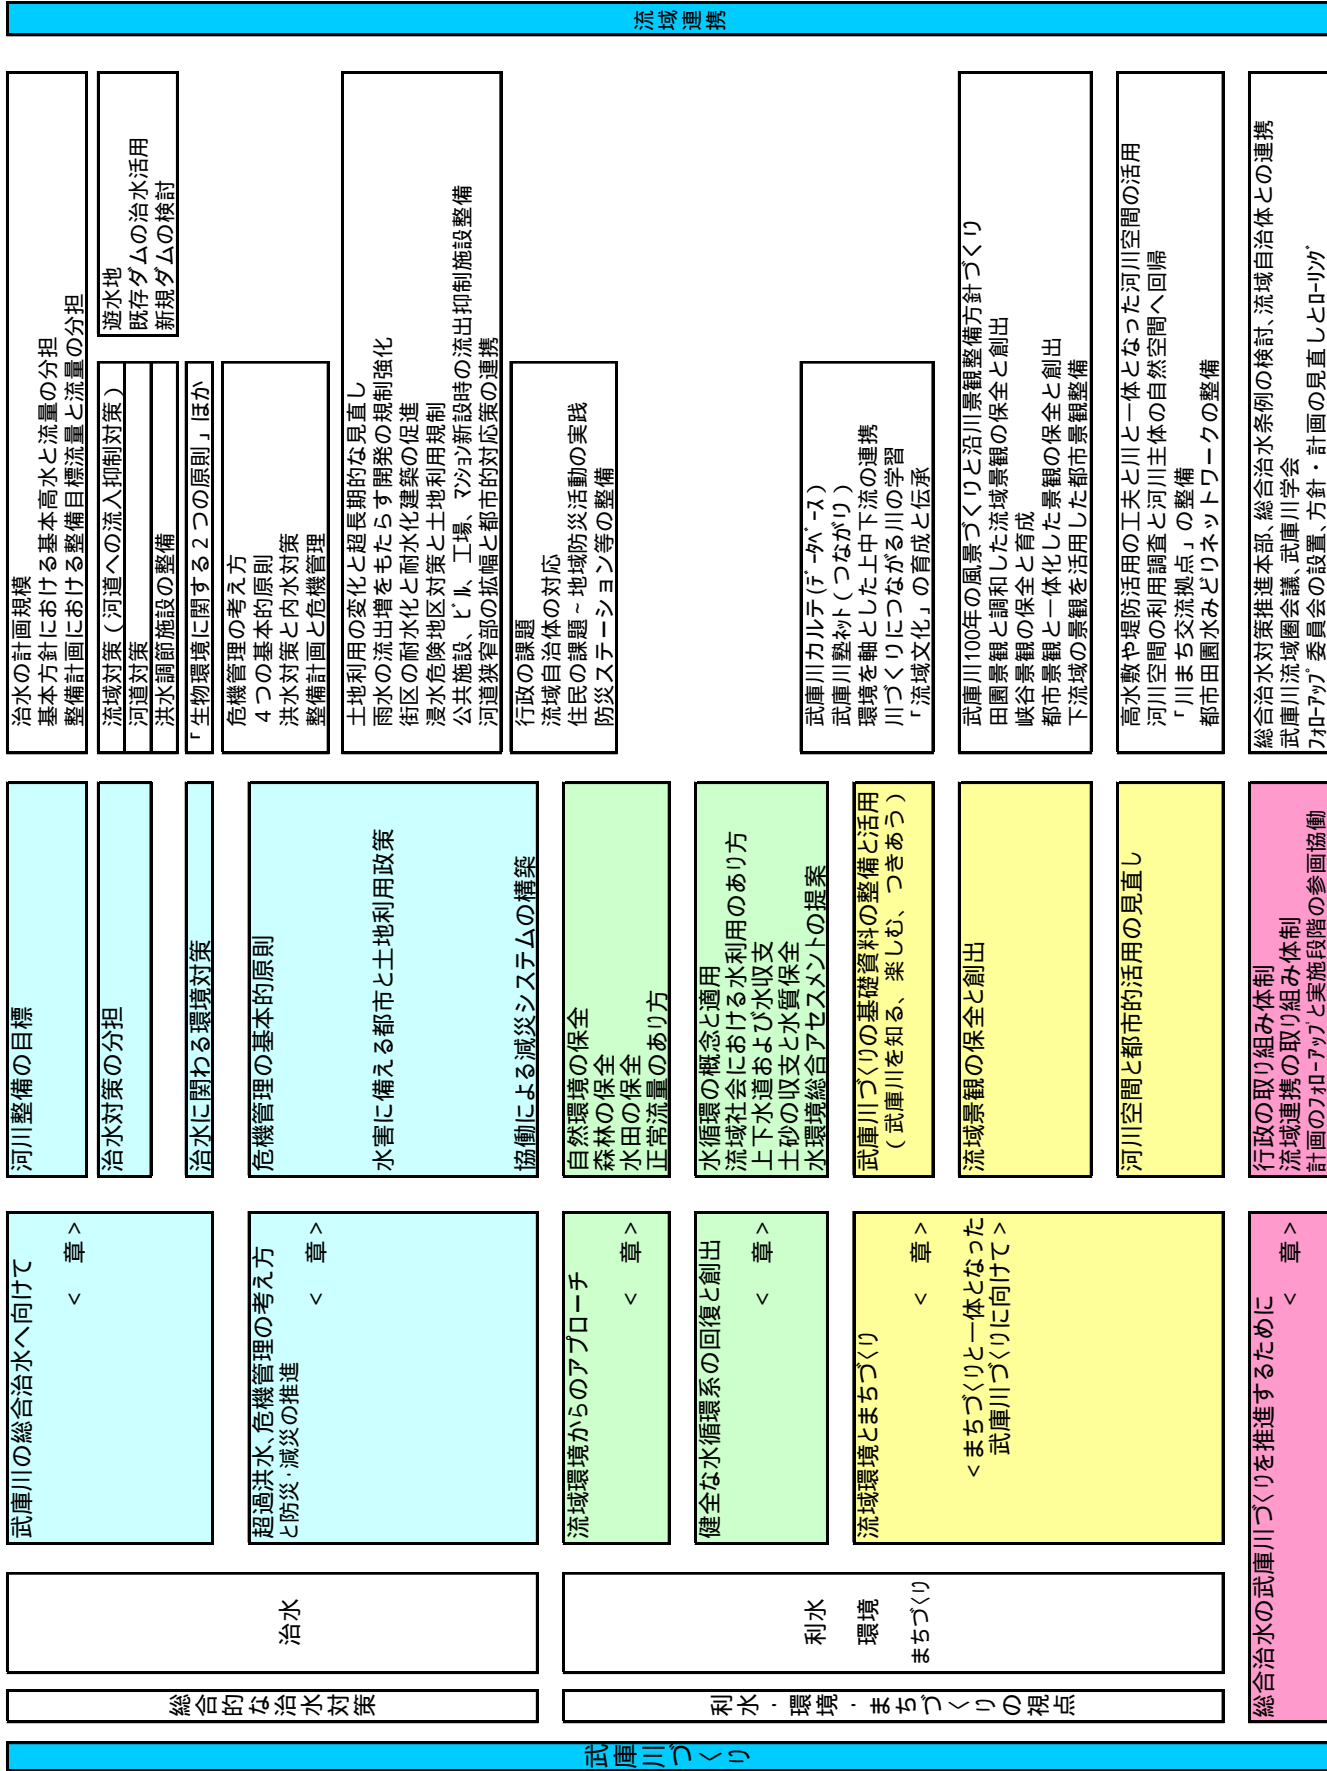 武庫川づくり
総合的な治水対策
治水
武庫川の総合治水へ向けて
< 章>
河川整備の目標
治水の計画規模
基本方針における基本高水と流量の分担
整備計画における整備目標流量と流量の分担
治水対策の分担
流域対策(河道への流入抑制対策)
河道対策
洪水調節施設の整備
遊水地
既存ダムの治水活用
新規ダムの検討
治水に関わる環境対策
「生物環境に関する2つの原則」ほか
超過洪水、危機管理の考え方
と防災・減災の推進
< 章>
危機管理の基本的原則
危機管理の考え方
4つの基本的原則
洪水対策と内水対策
整備計画と危機管理
水害に備える都市と土地利用政策
土地利用の変化と超長期的な見直し
雨水の流出増をもたらす開発の規制強化
街区の耐水化と耐水化建築の促進
浸水危険地区対策と土地利用規制
公共施設、ビル、工場、マンション新設時の流出抑制施設整備
河道狭窄部の拡幅と都市的対応策の連携
協働による減災システムの構築
行政の課題
流域自治体の対応
住民の課題~地域防災活動の実践
防災ステーション等の整備
利水・環境・まちづくりの視点
利水
環境
まちづくり
流域環境からのアプローチ
< 章>
自然環境の保全
森林の保全
水田の保全
正常流量のあり方
健全な水循環系の回復と創出
< 章>
水循環の概念と適用
流域社会における水利用のあり方
上下水道および水収支
土砂の収支と水質保全
水環境総合アセスメントの提案
流域環境とまちづくり
< 章>
<まちづくりと一体となった
武庫川づくりに向けて>
武庫川づくりの基礎資料の整備と活用
(武庫川を知る、楽しむ、つきあう)
武庫川カルテ(データベース)
武庫川塾ネット(つながり)
環境を軸とした上中下流の連携
川づくりにつながる川の学習
「流域文化」の育成と伝承
流域景観の保全と創出
武庫川100年の風景づくりと沿川景観整備方針づくり
田園景観と調和した流域景観の保全と創出
峡谷景観の保全と育成
都市景観と一体化した景観の保全と創出
下流域の景観を活用した都市景観整備
河川空間と都市的活用の見直し
高水敷や堤防活用の工夫と川と一体となった河川空間の活用
河川空間の利用調査と河川主体の自然空間へ回帰
「川まち交流拠点」の整備
都市田園水みどりネットワークの整備
総合治水の武庫川づくりを推進するために
< 章>
行政の取り組み体制
流域連携の取り組み体制
計画のフォローアップと実施段階の参画協働
総合治水対策推進本部、総合治水条例の検討、流域自治体との連携
武庫川流域圏会議、武庫川学会
フォローアップ委員会の設置、方針・計画の見直しとローリング
流域連携